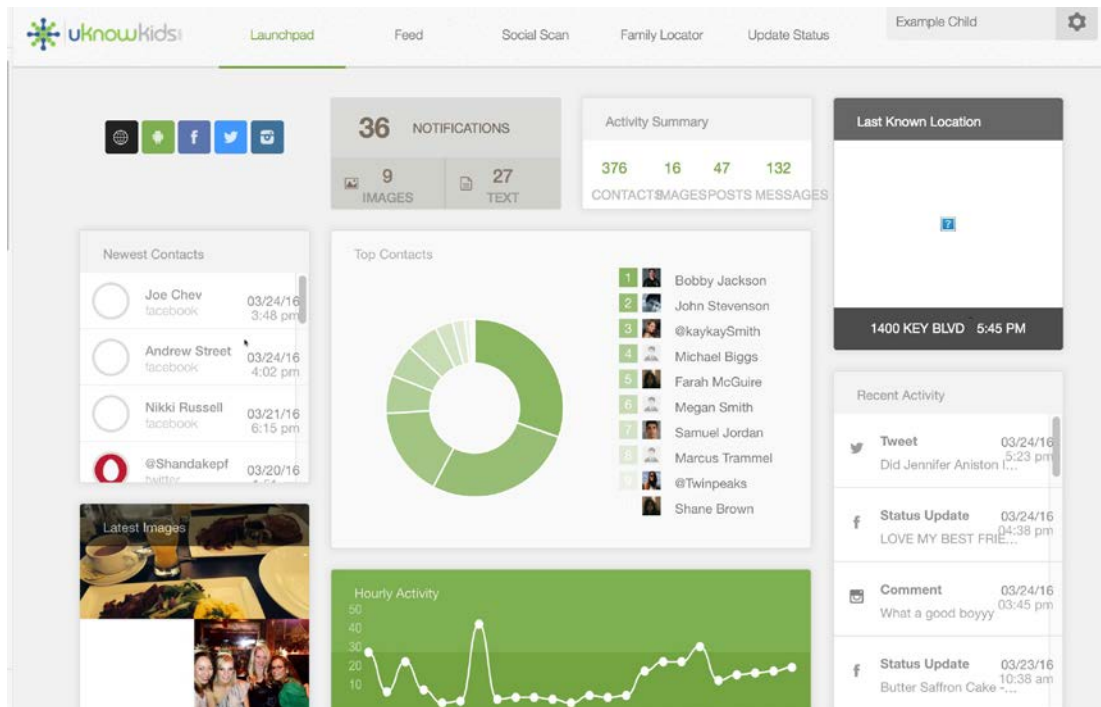 uknowkids
Launchpad
Feed
Social Scan
Family Locator
Update Status
Example Child
36 NOTIFICATIONS
9
IMAGES
27
TEXT
Activity Summary
376 16 47 132
CONTACTS IMAGES POSTS MESSAGES
Last Known Location
?
1400 KEY BLVD 5:45 PM
Newest Contacts
Joe Chev
facebook
03/24/16
3:48 pm
Andrew Street
facebook
03/24/16
4:02 pm
Nikki Russell
facebook
03/21/16
6:15 pm
@Shandakepf
twitter
03/20/16
Top Contacts
1 Bobby Jackson
2 John Stevenson
3 @kaykaySmith
4 Michael Biggs
5 Farah McGuire
6 Megan Smith
7 Samuel Jordan
8 Marcus Trammel
9 @Twinpeaks
Shane Brown
Recent Activity
Tweet
03/24/16
5:23 pm
Did Jennifer Aniston I...
Status Update
03/24/16
04:38 pm
LOVE MY BEST FRIE...
Comment
03/24/16
03:45 pm
What a good boyyy
Status Update
03/23/16
10:38 am
Butter Saffron Cake -...
Latest Images
Hourly Activity
50
40
30
20
10